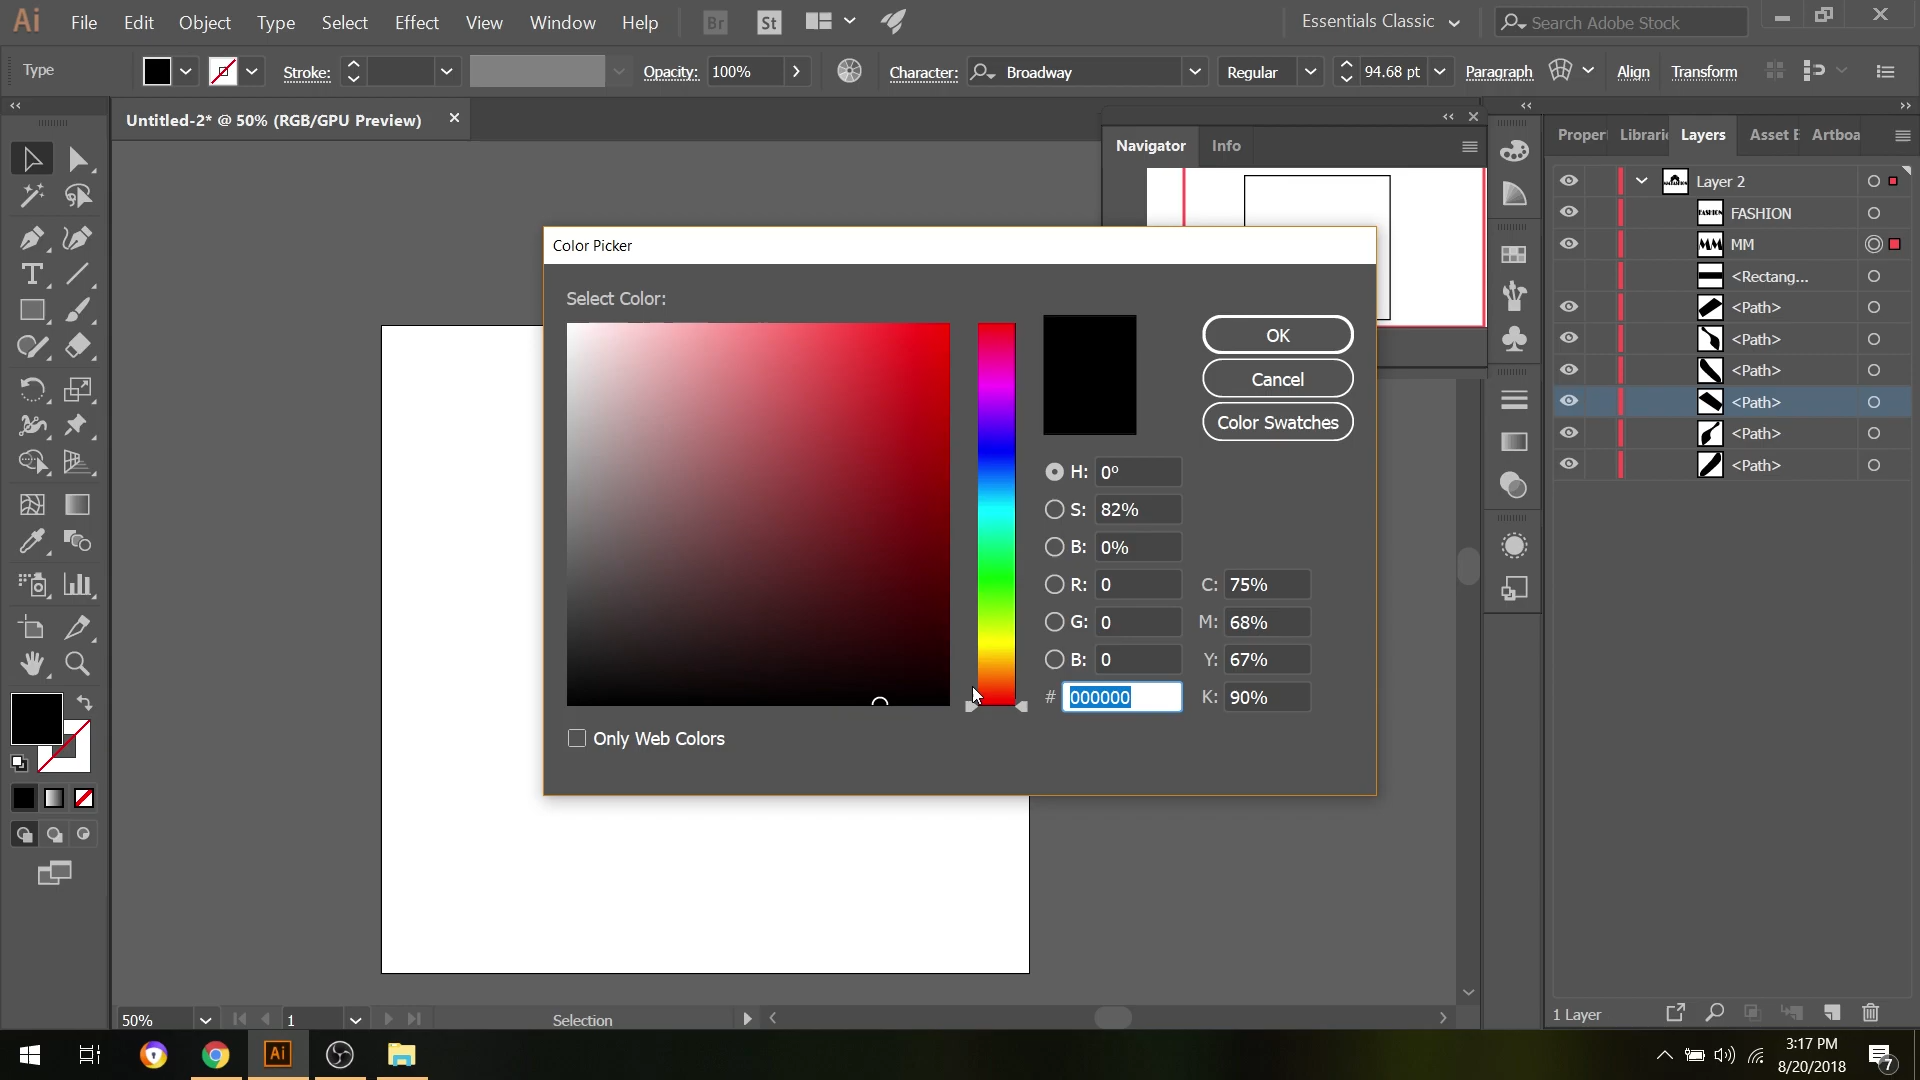 Ai File Edit Object Type Select Effect View Window Help Br St Essentials Classic Search Adobe Stock
Type Stroke: Opacity: 100% Character: Broadway Regular 94.68 pt Paragraph Align Transform
Untitled-2* @ 50% (RGB/GPU Preview)
Navigator Info
Proper Librari Layers Asset E Artboa
Layer 2
FASHION
MM
<Rectang...
<Path>
<Path>
<Path>
<Path>
<Path>
<Path>
Color Picker
Select Color:
OK
Cancel
Color Swatches
H: 0º
S: 82%
B: 0%
R: 0 C: 75%
G: 0 M: 68%
B: 0 Y: 67%
# 000000 K: 90%
Only Web Colors
50% 1 Selection
1 Layer
Ai
3:17 PM
8/20/2018
7